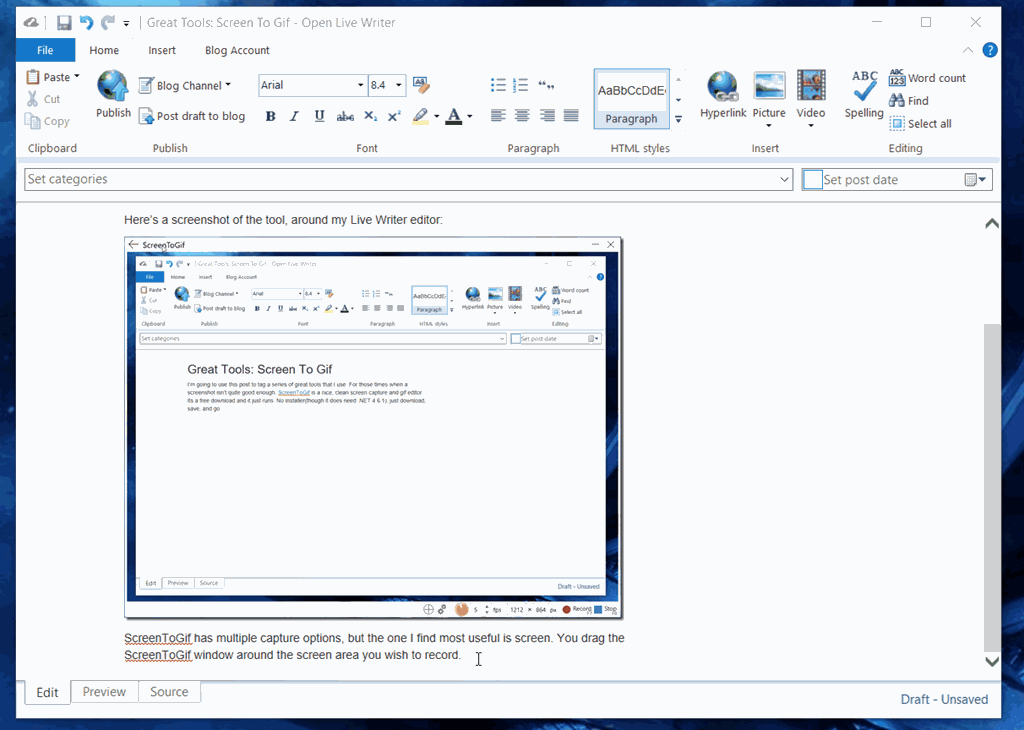 Great Tools: Screen To Gif - Open Live Writer
File Home Insert Blog Account
Paste
Cut
Copy
Clipboard
Publish
Blog Channel
Post draft to blog
Publish
Arial 8.4
B I U abc X₂ X² A
Font
Paragraph
AaBbCcDdE
Paragraph
HTML styles
Hyperlink Picture Video
Insert
ABC
Spelling
ABC
123
Word count
Find
Select all
Editing
Set categories
Set post date
Here's a screenshot of the tool, around my Live Writer editor:
ScreenToGif
Great Tools: Screen To Gif - Open Live Writer
File Home Insert Blog Account
Paste
Cut
Copy
Clipboard
Publish
Blog Channel
Post draft to blog
Publish
Arial 8.4
B I U abc X₂ X² A
Font
Paragraph
AaBbCcDdE
Paragraph
HTML styles
Hyperlink Picture Video
Insert
ABC
Spelling
Word count
Find
Select all
Editing
Set categories
Set post date
Great Tools: Screen To Gif
I'm going to use this post to tag a series of great tools that I use. For those times when a
screenshot isn't quite good enough, ScreenToGif is a nice, clean screen capture and gif editor
Its a free download and it just runs. No installer(though it does need .NET 4.6.1), just download,
save, and go
Edit Preview Source
Draft - Unsaved
5 fps 1212 × 864 px Record Stop
ScreenToGif has multiple capture options, but the one I find most useful is screen. You drag the
ScreenToGif window around the screen area you wish to record.
Edit Preview Source
Draft - Unsaved